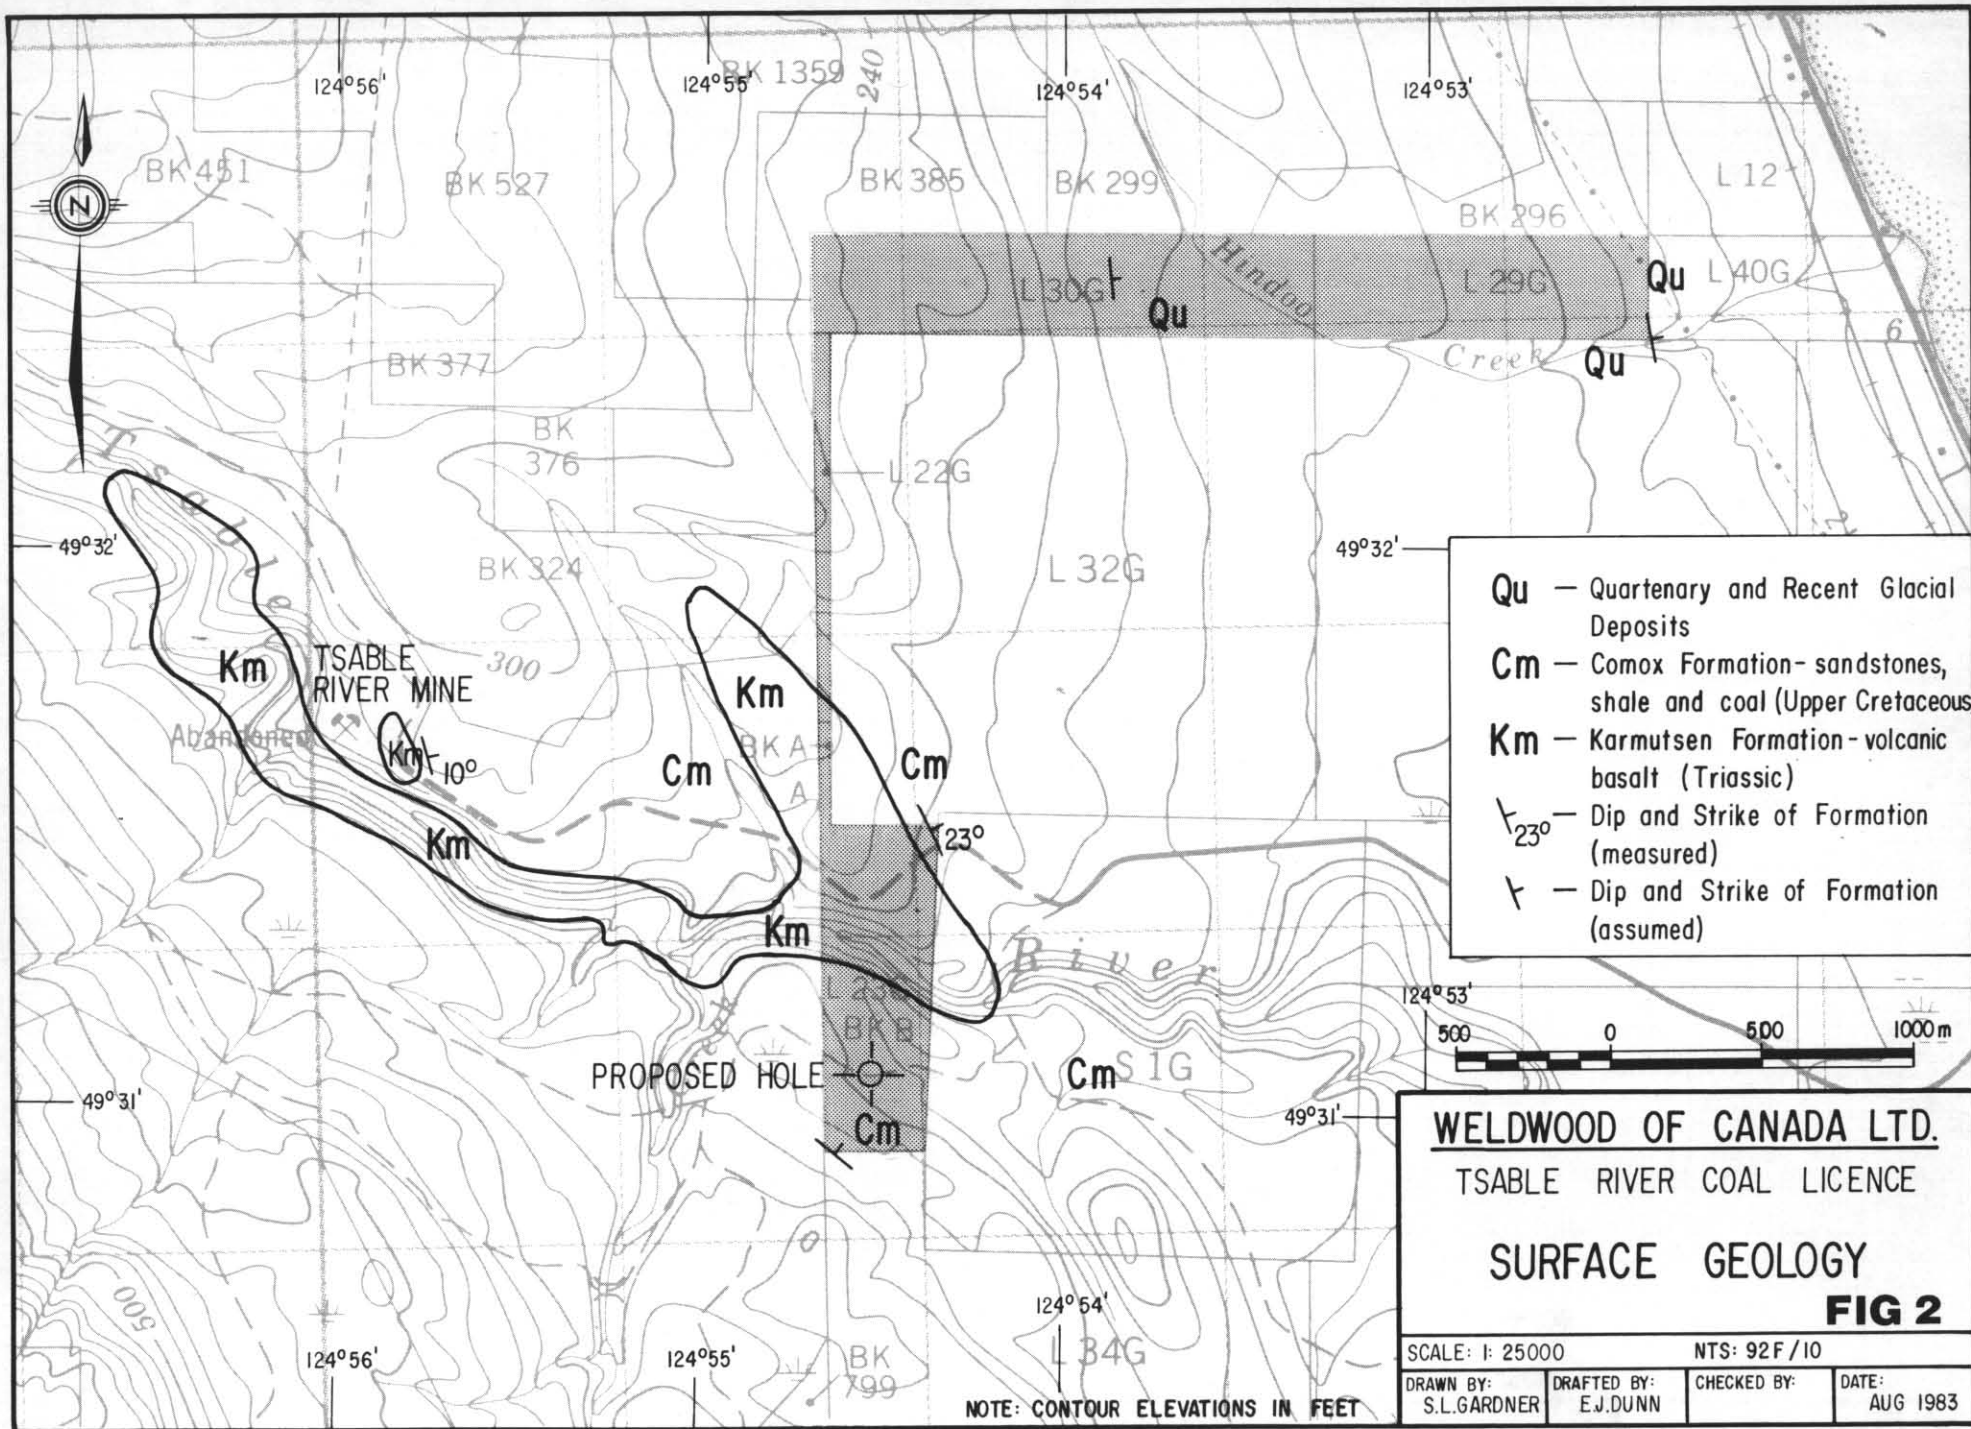 124°56'
124°55'
124°54'
124°53'
BK 1359
240
BK 451
BK 527
BK 385
BK 299
L 12
BK 296
N
Hindoo
Creek
L 30G
L 29G
L 40G
Qu
Qu
Qu
6
BK 377
BK
376
L 22G
Tsable
49°32'
49°32'
BK 324
L 32G
300
Km
TSABLE
RIVER MINE
Abandoned
Km
10°
Km
Cm
BK A
A
Cm
23°
Km
Km
River
L 23G
BK B
PROPOSED HOLE
Cm
Cm
S 1G
49°31'
49°31'
124°53'
Qu — Quartenary and Recent Glacial
Deposits
Cm — Comox Formation - sandstones,
shale and coal (Upper Cretaceous
Km — Karmutsen Formation - volcanic
basalt (Triassic)
23° — Dip and Strike of Formation
(measured)
— Dip and Strike of Formation
(assumed)
500 0 500 1000 m
500
124°56'
124°55'
124°54'
BK
799
L 34G
NOTE: CONTOUR ELEVATIONS IN FEET
WELDWOOD OF CANADA LTD.
TSABLE RIVER COAL LICENCE
SURFACE GEOLOGY
FIG 2
SCALE: 1: 25000
NTS: 92F/10
DRAWN BY:
S.L.GARDNER
DRAFTED BY:
E.J.DUNN
CHECKED BY:
DATE:
AUG 1983